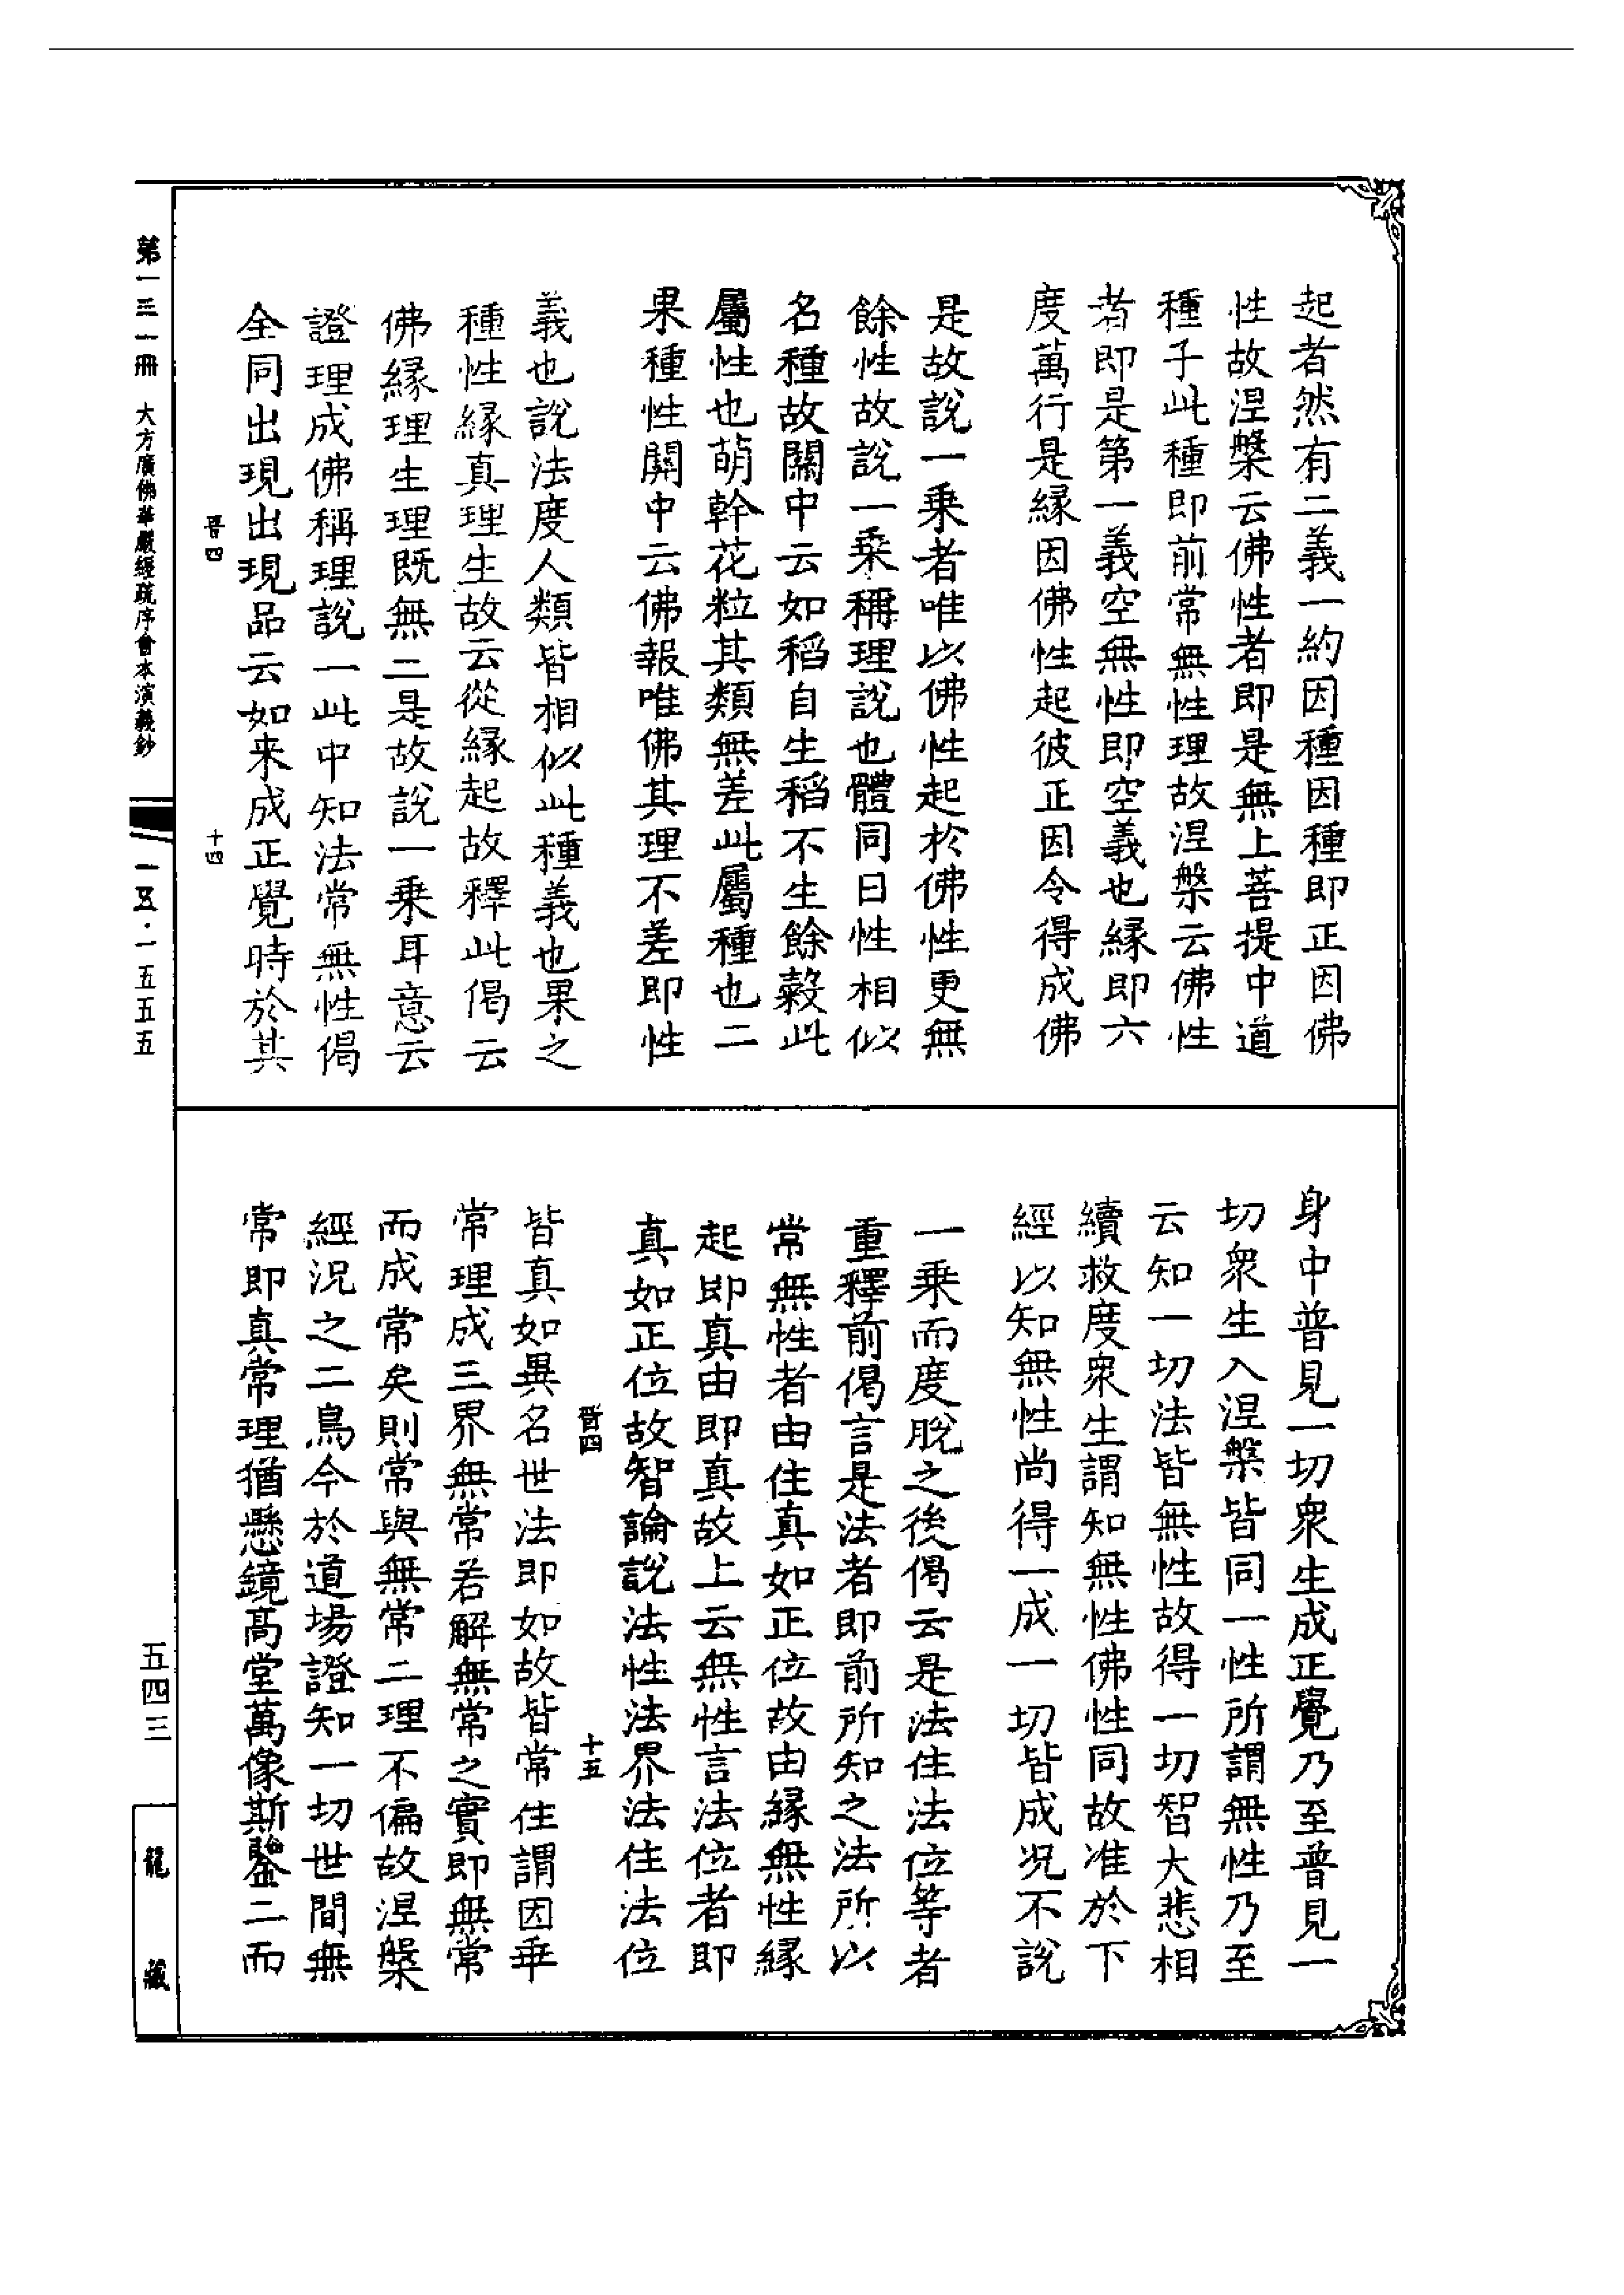 起者然有二義一約因種因種即正因佛
性故涅槃云佛性者即是無上菩提中道
種子此種即前常無性理故涅槃云佛性
者即是第一義空無性即空義也緣即六
度萬行是緣因佛性起彼正因令得成佛
是故說一乘者唯以佛性起於佛性更無
餘性故說一乘稱理說也體同曰性相似
名種故關中云如稻自生稻不生餘穀此
屬性也萌幹花粒其類無差此屬種也二
果種性關中云佛報唯佛其理不差即性
義也說法度人類皆相似此種義也果之
種性緣真理生故云從緣起故釋此偈云
佛緣理生理既無二是故說一乘耳意云
證理成佛稱理說一此中知法常無性偈
全同出現出現品云如来成正覺時於其
晋四
十四
身中普見一切衆生成正覺乃至普見一
切衆生入涅槃皆同一性所謂無性乃至
云知一切法皆無性故得一切智大悲相
續救度衆生謂知無性佛性同故准於下
經以知無性尚得一成一切皆成况不說
一乘而度脫之後偈云是法住法位等者
重釋前偈言是法者即前所知之法所以
常無性者由住真如正位故由緣無性緣
起即真由即真故上云無性言法位者即
真如正位故智論說法性法界法住法位
晋四
十五
皆真如異名世法即如故皆常住謂因乖
常理成三界無常若解無常之實即無常
而成常矣則常與無常二理不偏故涅槃
經況之二鳥今於道場證知一切世間無
常即真常理猶懸鏡高堂萬像斯鑒二而
第一三一冊 大方廣佛華嚴經疏序會本演義鈔
一五·一五五五
五四三
龍藏